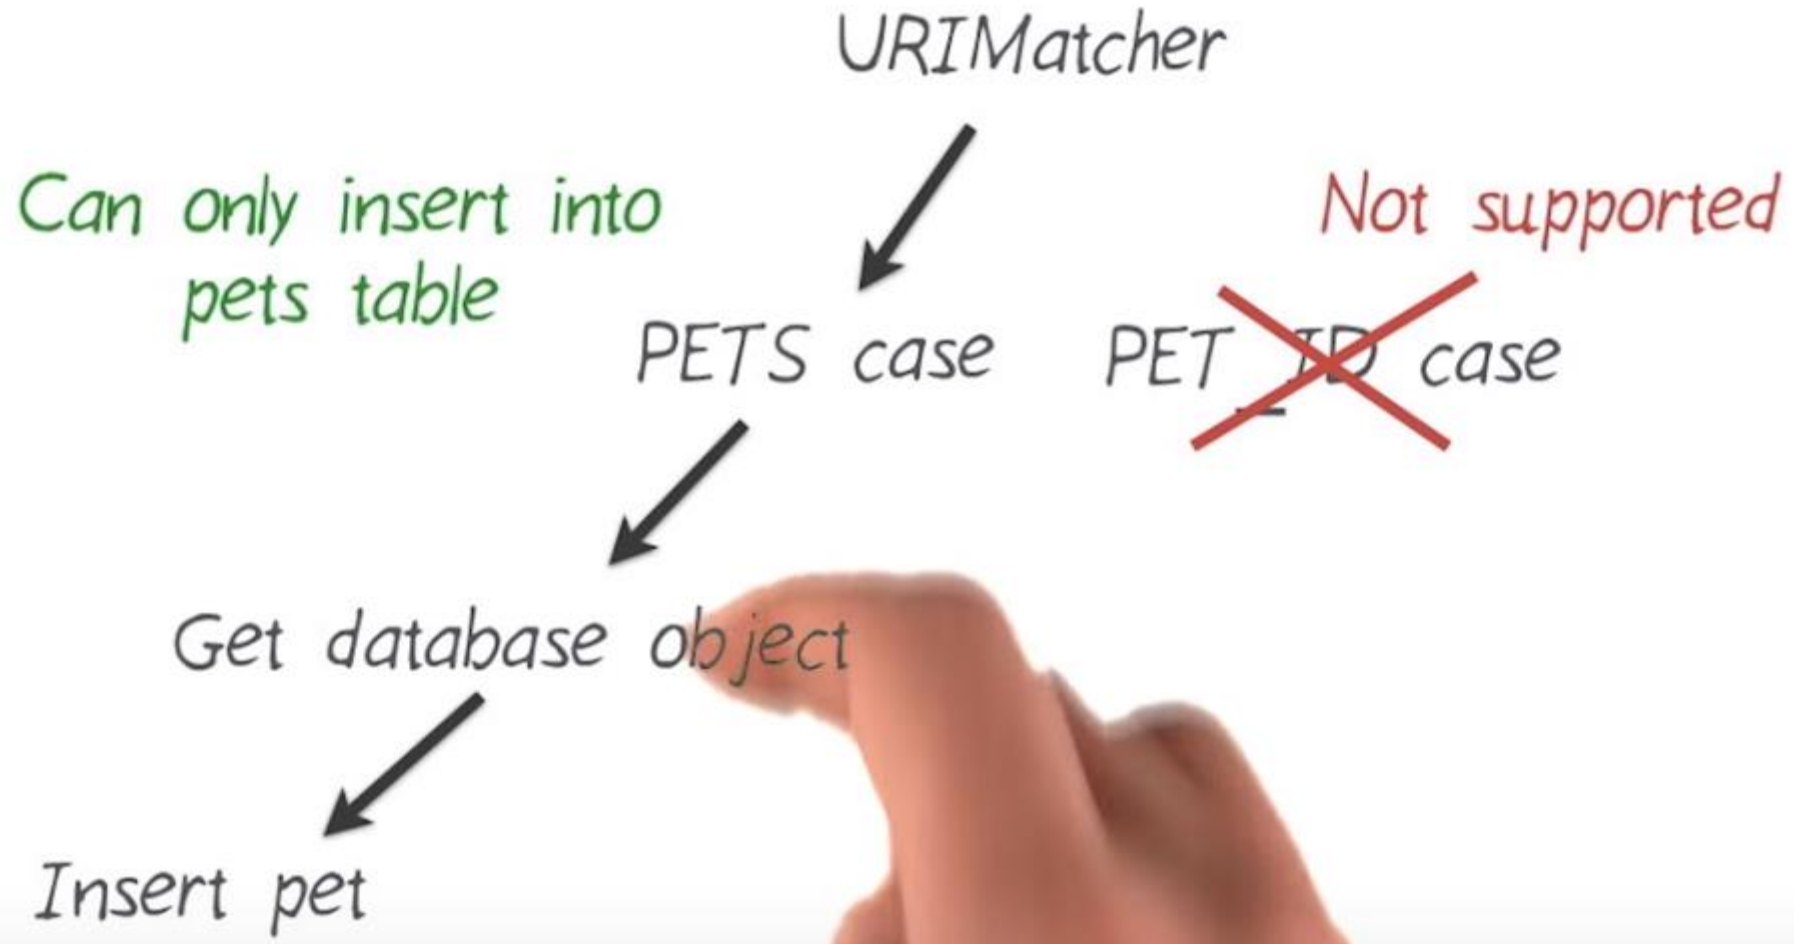 URIMatcher
Can only insert into
pets table
Not supported
PETS case
PET_ID case
Get database object
Insert pet